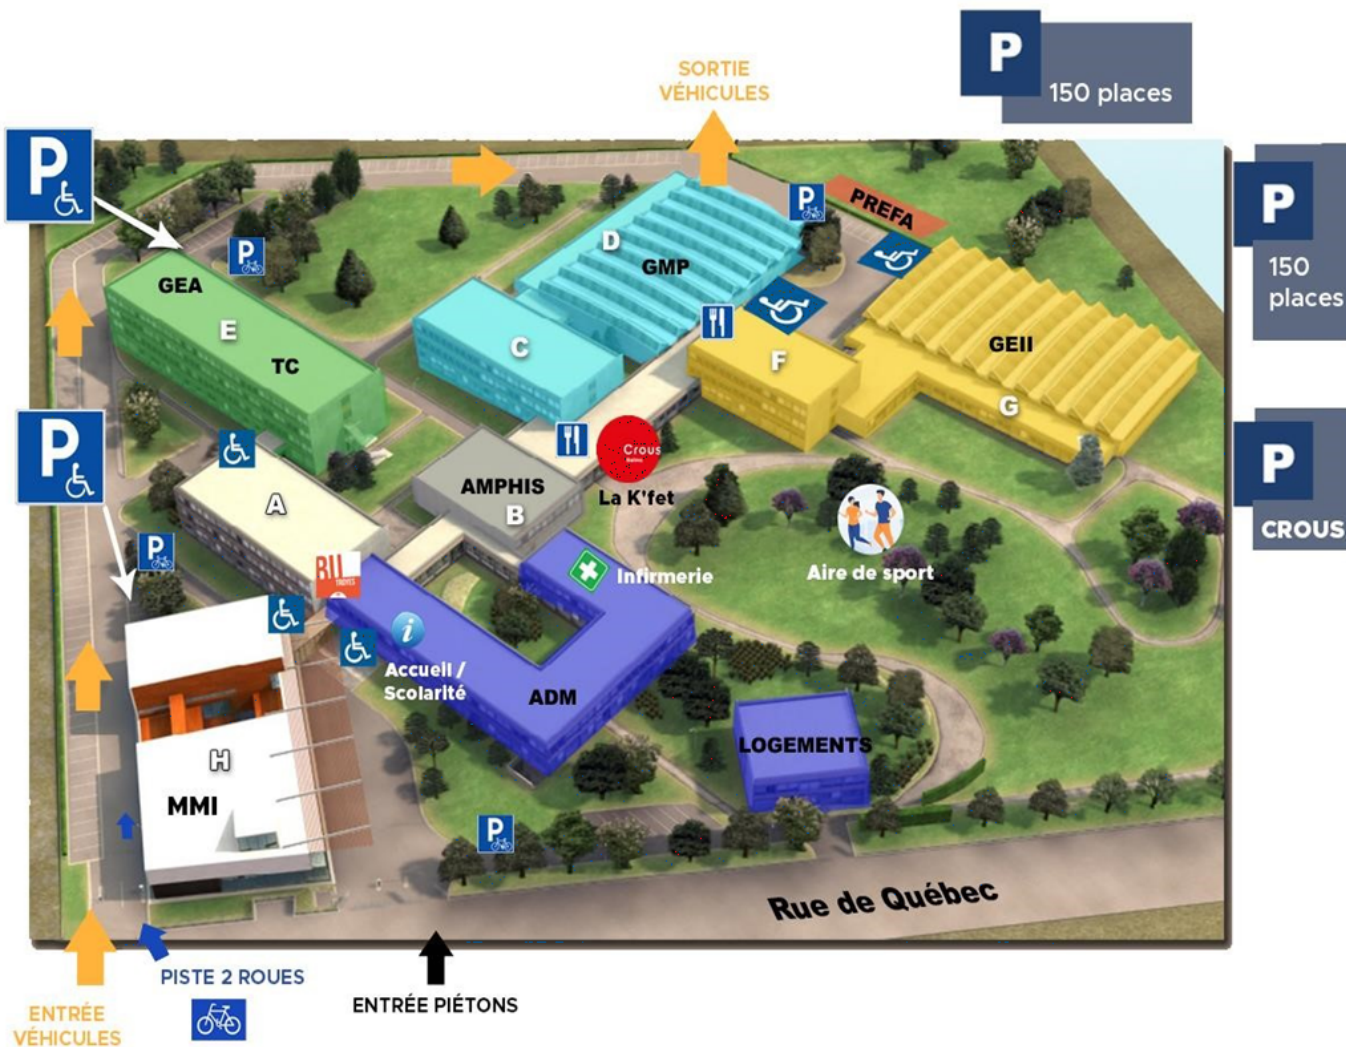 SORTIE
VÉHICULES
P
150 places
P
P
150
places
P
CROUS
P
P
P
P
P
PREFA
D
GMP
GEA
E
TC
C
F
GEII
G
A
AMPHIS
B
Crous
La K'fet
Aire de sport
Infirmerie
BU
TROYES
i
Accueil /
Scolarité
ADM
LOGEMENTS
H
MMI
P
Rue de Québec
PISTE 2 ROUES
ENTRÉE PIÉTONS
ENTRÉE
VÉHICULES